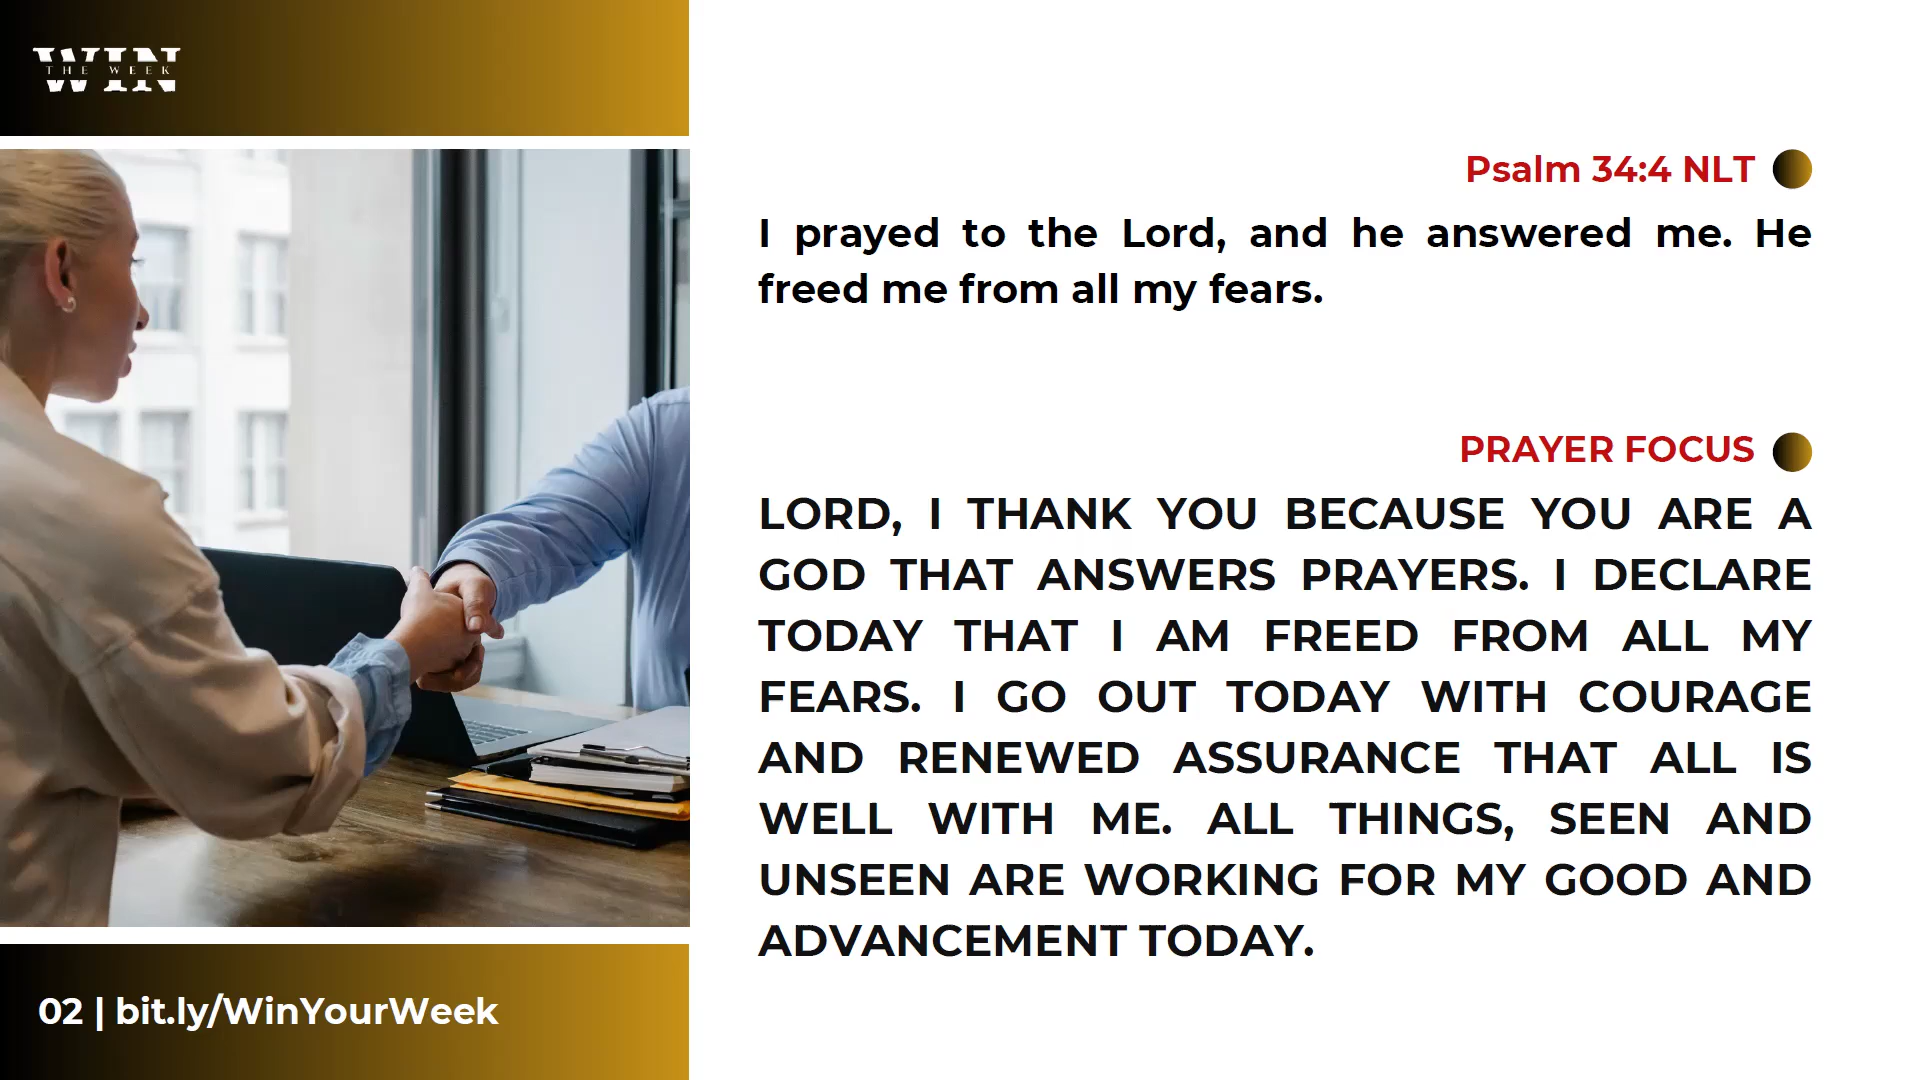 WIN
THE WEEK
Psalm 34:4 NLT
I prayed to the Lord, and he answered me. He
freed me from all my fears.
PRAYER FOCUS
LORD, I THANK YOU BECAUSE YOU ARE A
GOD THAT ANSWERS PRAYERS. I DECLARE
TODAY THAT I AM FREED FROM ALL MY
FEARS. I GO OUT TODAY WITH COURAGE
AND RENEWED ASSURANCE THAT ALL IS
WELL WITH ME. ALL THINGS, SEEN AND
UNSEEN ARE WORKING FOR MY GOOD AND
ADVANCEMENT TODAY.
02 | bit.ly/WinYourWeek